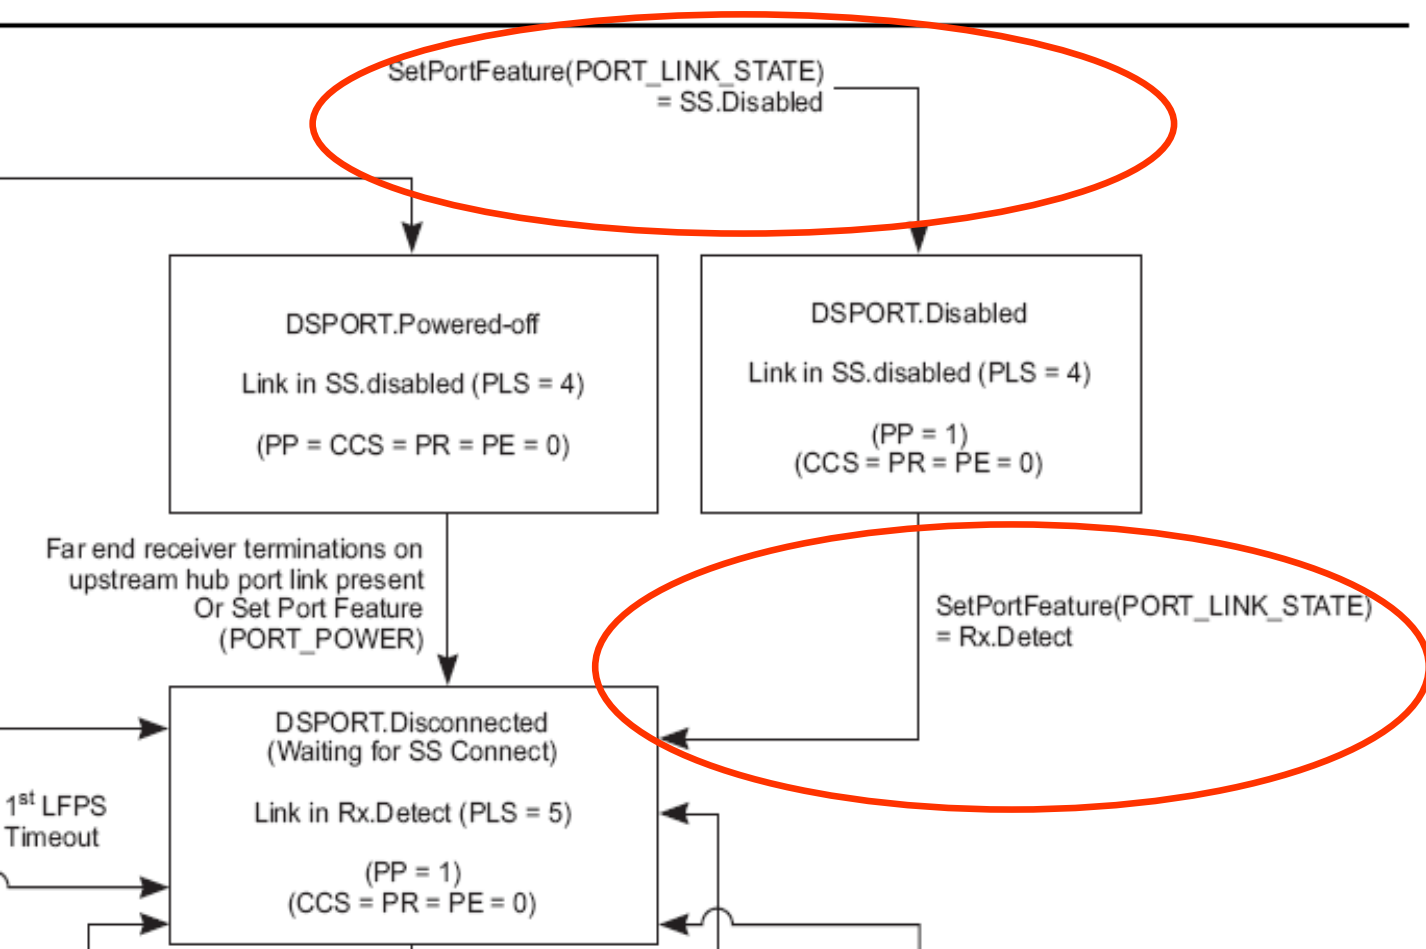 SetPortFeature(PORT_LINK_STATE)
= SS.Disabled
DSPORT.Powered-off
Link in SS.disabled (PLS = 4)
(PP = CCS = PR = PE = 0)
DSPORT.Disabled
Link in SS.disabled (PLS = 4)
(PP = 1)
(CCS = PR = PE = 0)
Far end receiver terminations on
upstream hub port link present
Or Set Port Feature
(PORT_POWER)
SetPortFeature(PORT_LINK_STATE)
= Rx.Detect
DSPORT.Disconnected
(Waiting for SS Connect)
Link in Rx.Detect (PLS = 5)
(PP = 1)
(CCS = PR = PE = 0)
1st LFPS
Timeout